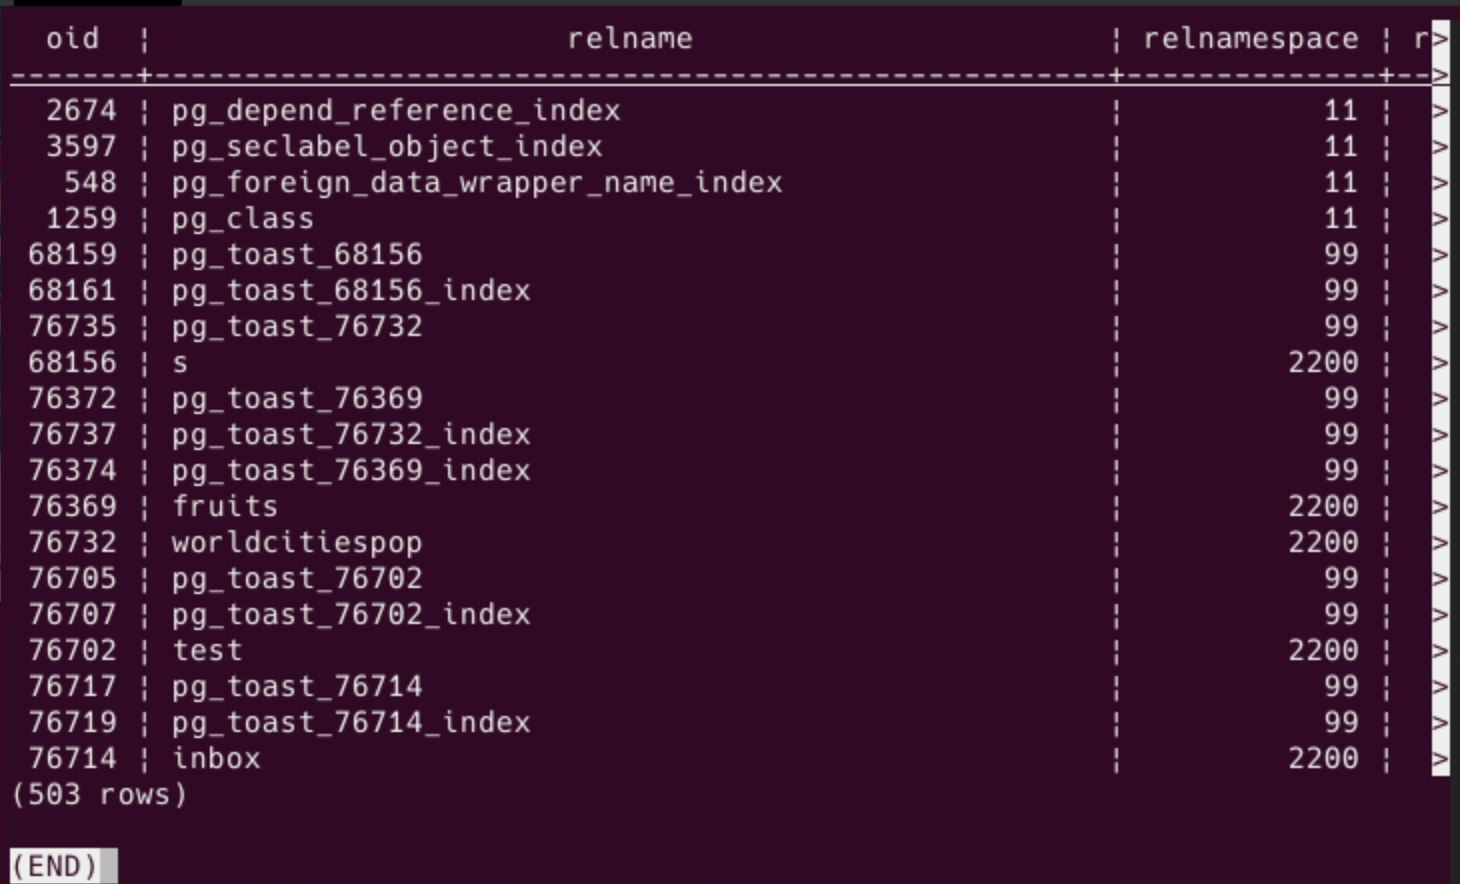 oid ¦ relname ¦ relnamespace ¦ r>
-------+------------------------------------------------------+--------------+-->
2674 ¦ pg_depend_reference_index ¦ 11 ¦ >
3597 ¦ pg_seclabel_object_index ¦ 11 ¦ >
548 ¦ pg_foreign_data_wrapper_name_index ¦ 11 ¦ >
1259 ¦ pg_class ¦ 11 ¦ >
68159 ¦ pg_toast_68156 ¦ 99 ¦ >
68161 ¦ pg_toast_68156_index ¦ 99 ¦ >
76735 ¦ pg_toast_76732 ¦ 99 ¦ >
68156 ¦ s ¦ 2200 ¦ >
76372 ¦ pg_toast_76369 ¦ 99 ¦ >
76737 ¦ pg_toast_76732_index ¦ 99 ¦ >
76374 ¦ pg_toast_76369_index ¦ 99 ¦ >
76369 ¦ fruits ¦ 2200 ¦ >
76732 ¦ worldcitiespop ¦ 2200 ¦ >
76705 ¦ pg_toast_76702 ¦ 99 ¦ >
76707 ¦ pg_toast_76702_index ¦ 99 ¦ >
76702 ¦ test ¦ 2200 ¦ >
76717 ¦ pg_toast_76714 ¦ 99 ¦ >
76719 ¦ pg_toast_76714_index ¦ 99 ¦ >
76714 ¦ inbox ¦ 2200 ¦ >
(503 rows)
(END)